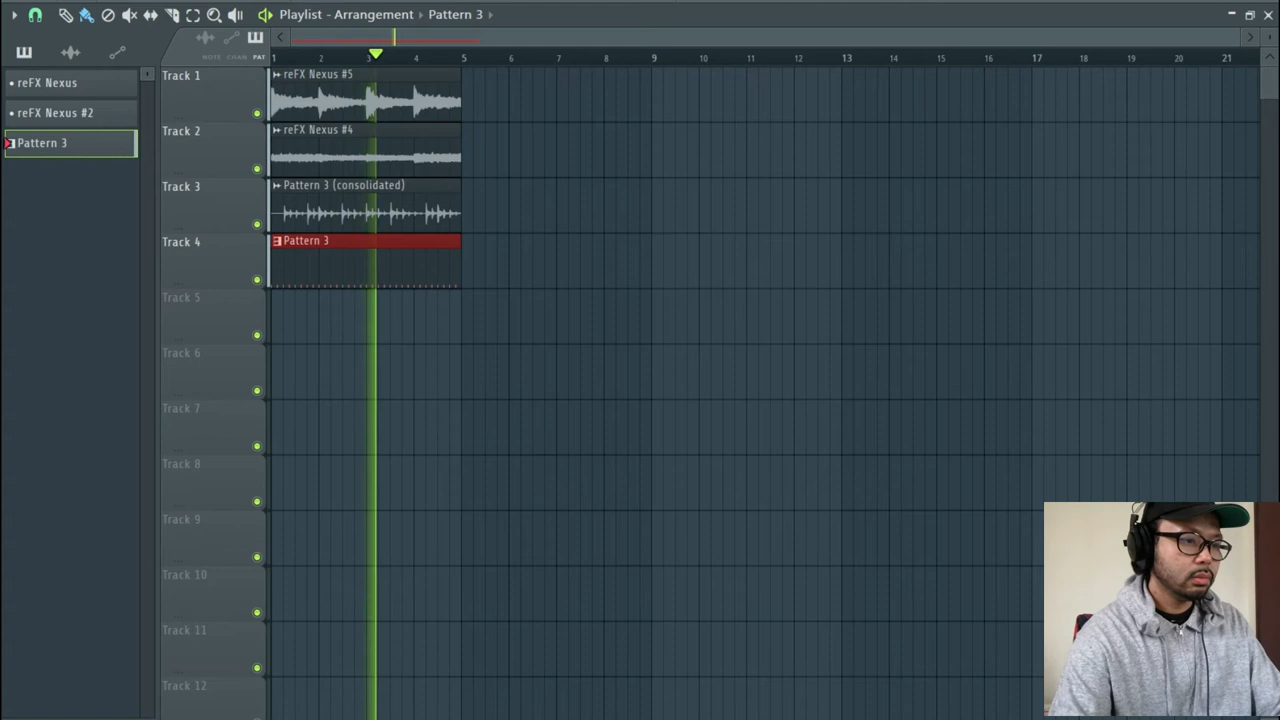 Playlist - Arrangement › Pattern 3 ›
NOTE CHAN PAT
1 2 3 4 5 6 7 8 9 10 11 12 13 14 15 16 17 18 19 20 21
reFX Nexus
reFX Nexus #2
Pattern 3
Track 1
reFX Nexus #5
Track 2
reFX Nexus #4
Track 3
Pattern 3 (consolidated)
Track 4
Pattern 3
Track 5
Track 6
Track 7
Track 8
Track 9
Track 10
Track 11
Track 12